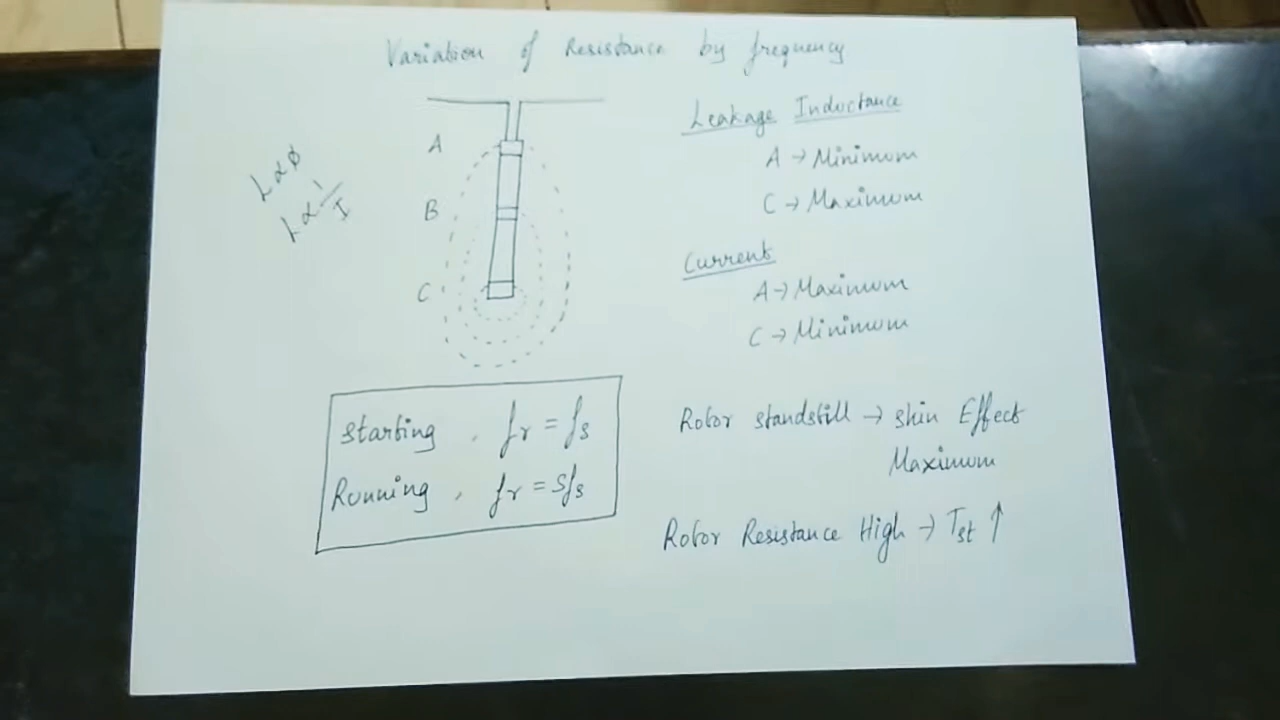 Variation of Resistance by frequency
L ∝ ϕ
L ∝ 1/I
A
B
C
Leakage Inductance
A → Minimum
C → Maximum
Current
A → Maximum
C → Minimum
Starting, fr = fs
Running, fr = sfs
Rotor standstill → skin Effect
Maximum
Rotor Resistance High → Tst ↑